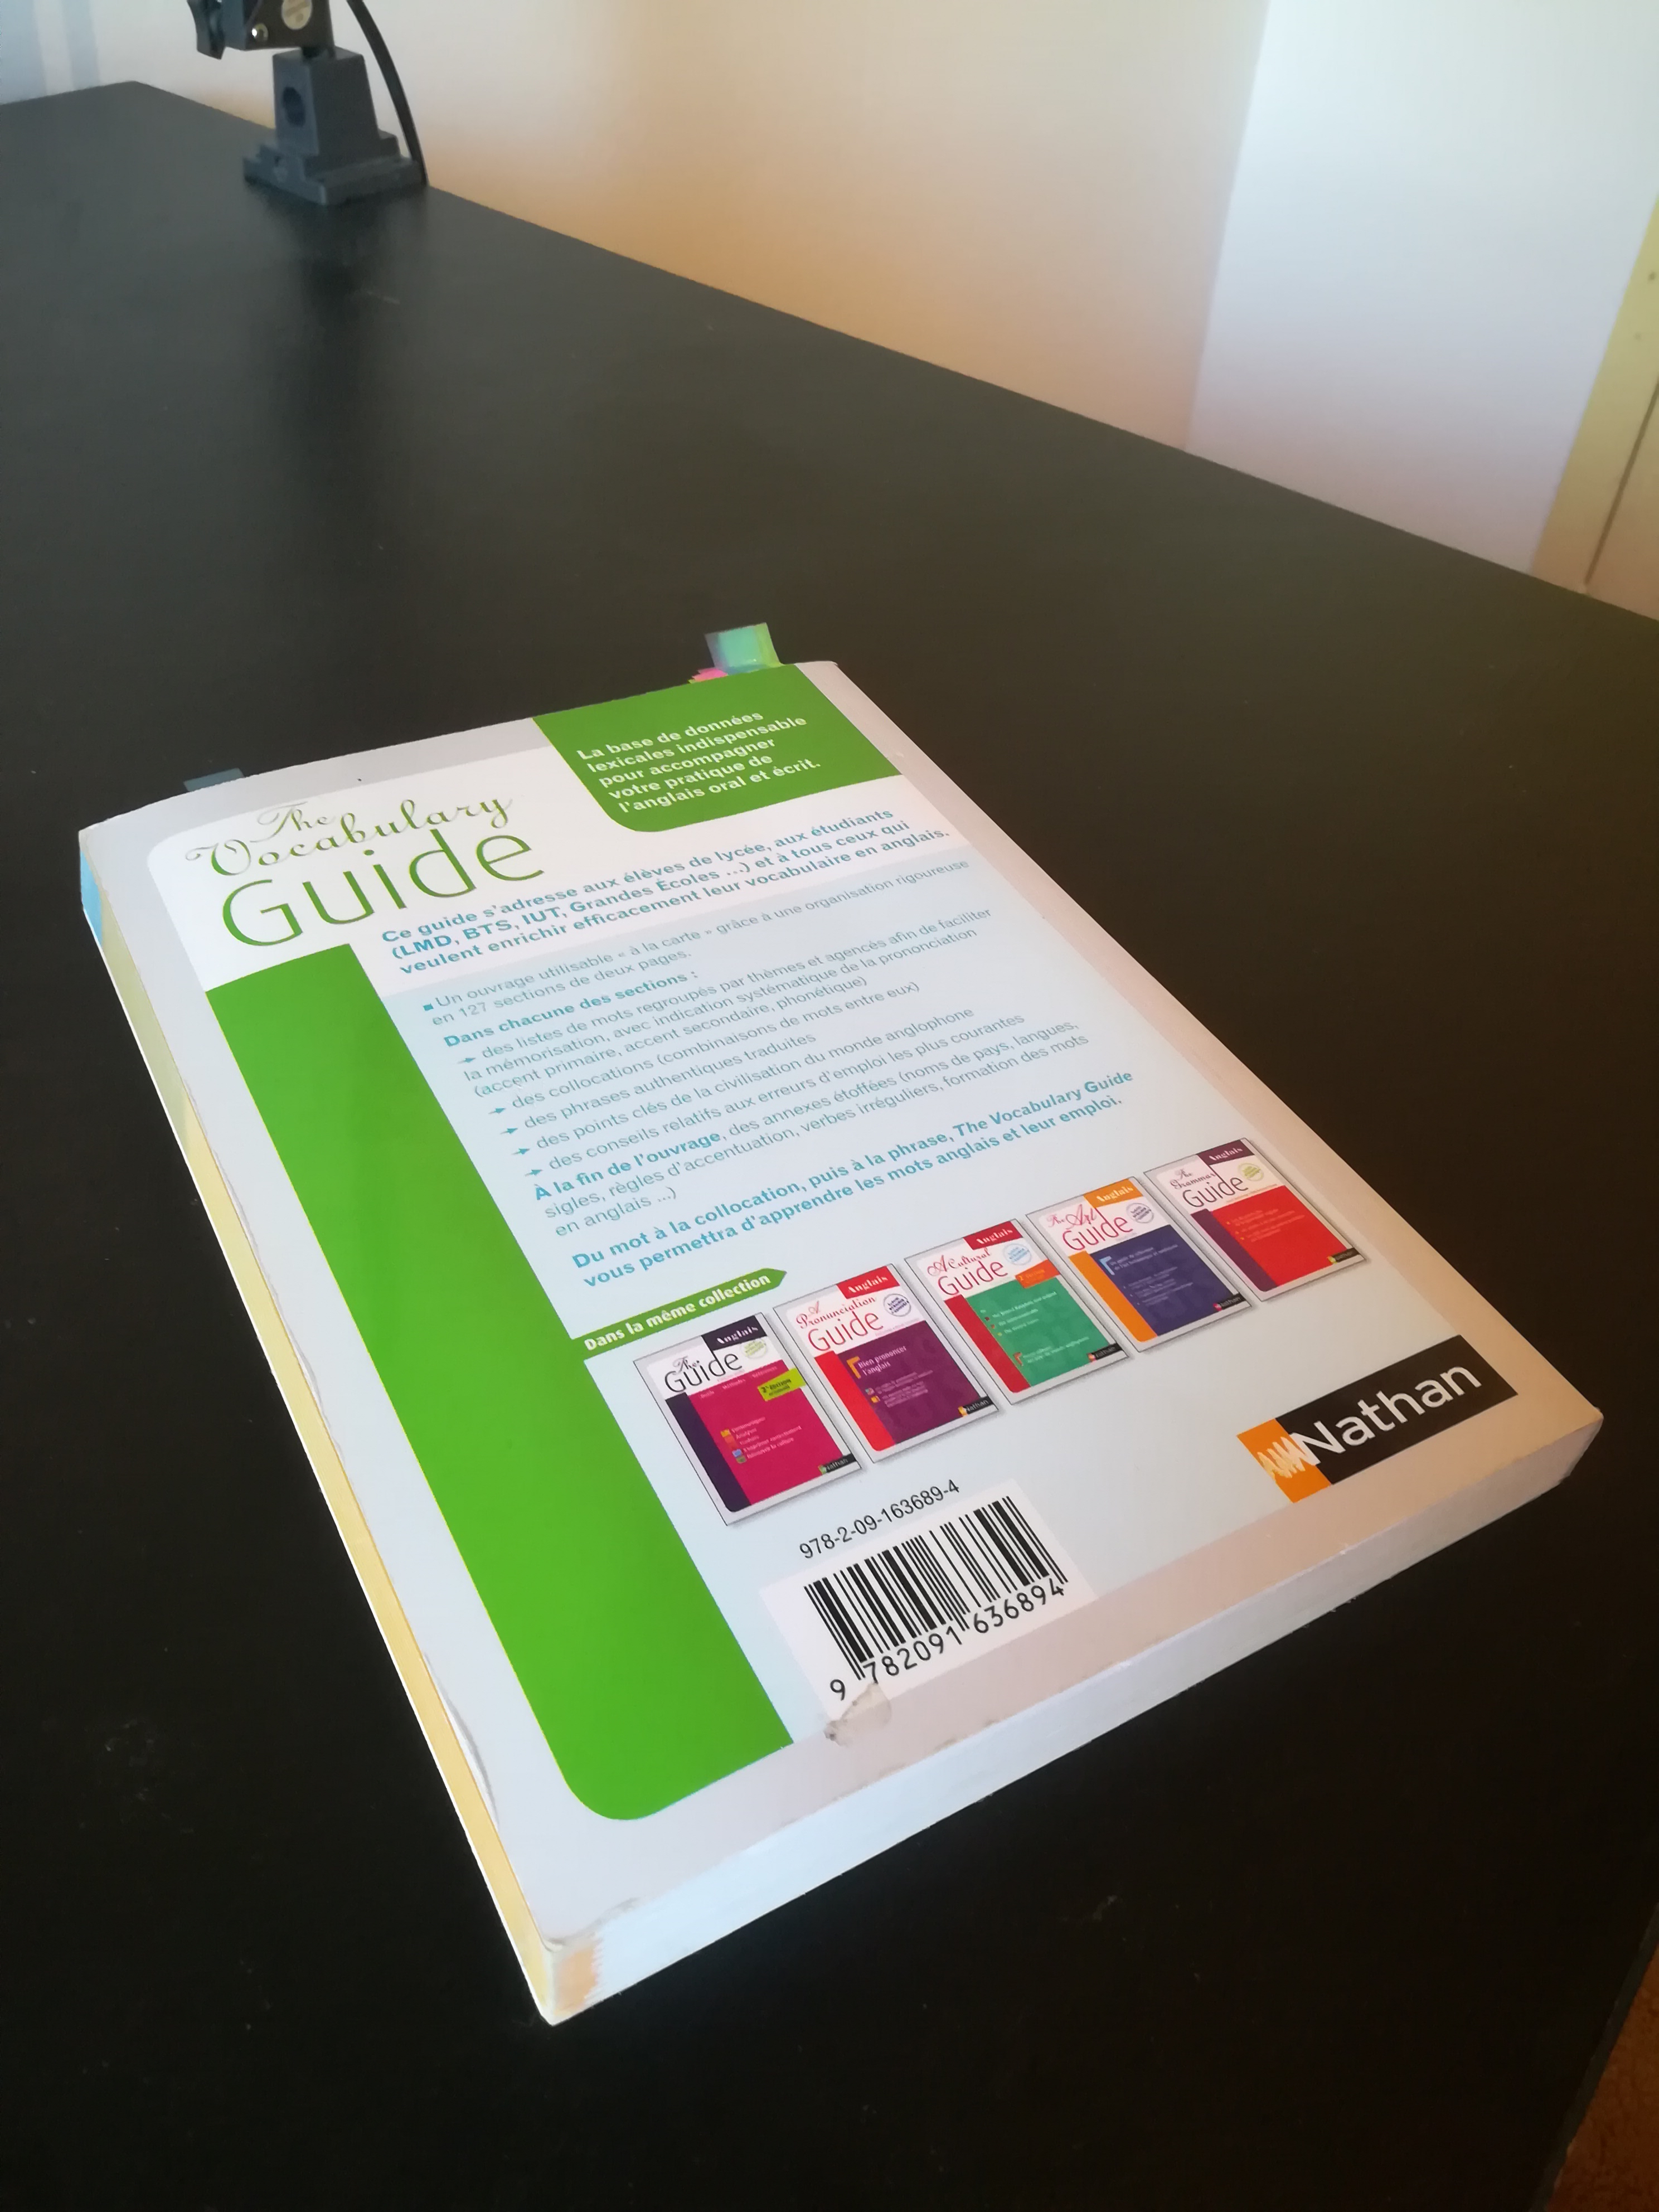 La base de données
lexicales indispensable
pour accompagner
votre pratique de
l'anglais oral et écrit.
The
Vocabulary
Guide
Ce guide s'adresse aux élèves de lycée, aux étudiants
(LMD, BTS, IUT, Grandes Écoles ...) et à tous ceux qui
veulent enrichir efficacement leur vocabulaire en anglais.
■ Un ouvrage utilisable « à la carte » grâce à une organisation rigoureuse
en 127 sections de deux pages.
Dans chacune des sections :
→ des listes de mots regroupés par thèmes et agencés afin de faciliter
la mémorisation, avec indication systématique de la prononciation
(accent primaire, accent secondaire, phonétique)
→ des collocations (combinaisons de mots entre eux)
→ des phrases authentiques traduites
→ des points clés de la civilisation du monde anglophone
→ des conseils relatifs aux erreurs d'emploi les plus courantes
À la fin de l'ouvrage, des annexes étoffées (noms de pays, langues,
sigles, règles d'accentuation, verbes irréguliers, formation des mots
en anglais ...)
Du mot à la collocation, puis à la phrase, The Vocabulary Guide
vous permettra d'apprendre les mots anglais et leur emploi.
Dans la même collection
Anglais
The
Guide
Nathan
Anglais
A
Pronunciation
Guide
Bien prononcer
l'anglais
Nathan
Anglais
A Cultural
Guide
Nathan
Anglais
The Art
Guide
Nathan
Anglais
The
Grammar
Guide
Nathan
Nathan
978-2-09-163689-4
9 782091 636894